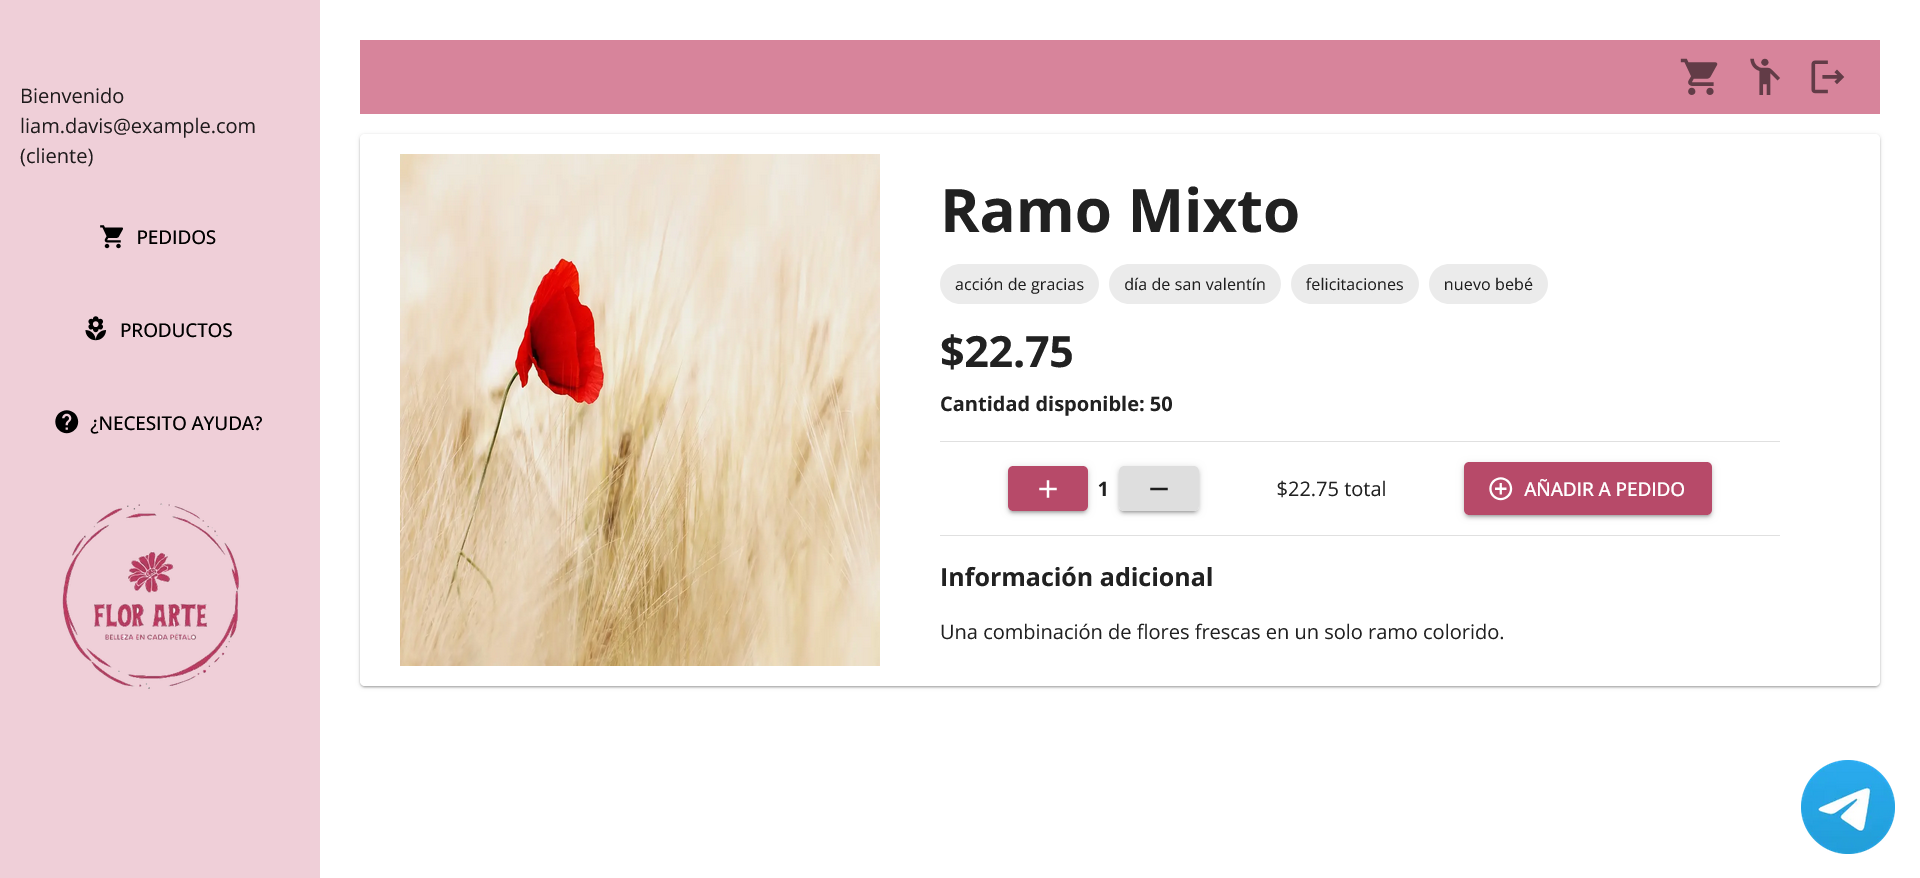 Bienvenido
liam.davis@example.com
(cliente)
PEDIDOS
PRODUCTOS
¿NECESITO AYUDA?
FLOR ARTE
BELLEZA EN CADA PÉTALO
Ramo Mixto
acción de gracias
día de san valentín
felicitaciones
nuevo bebé
$22.75
Cantidad disponible: 50
1
$22.75 total
AÑADIR A PEDIDO
Información adicional
Una combinación de flores frescas en un solo ramo colorido.